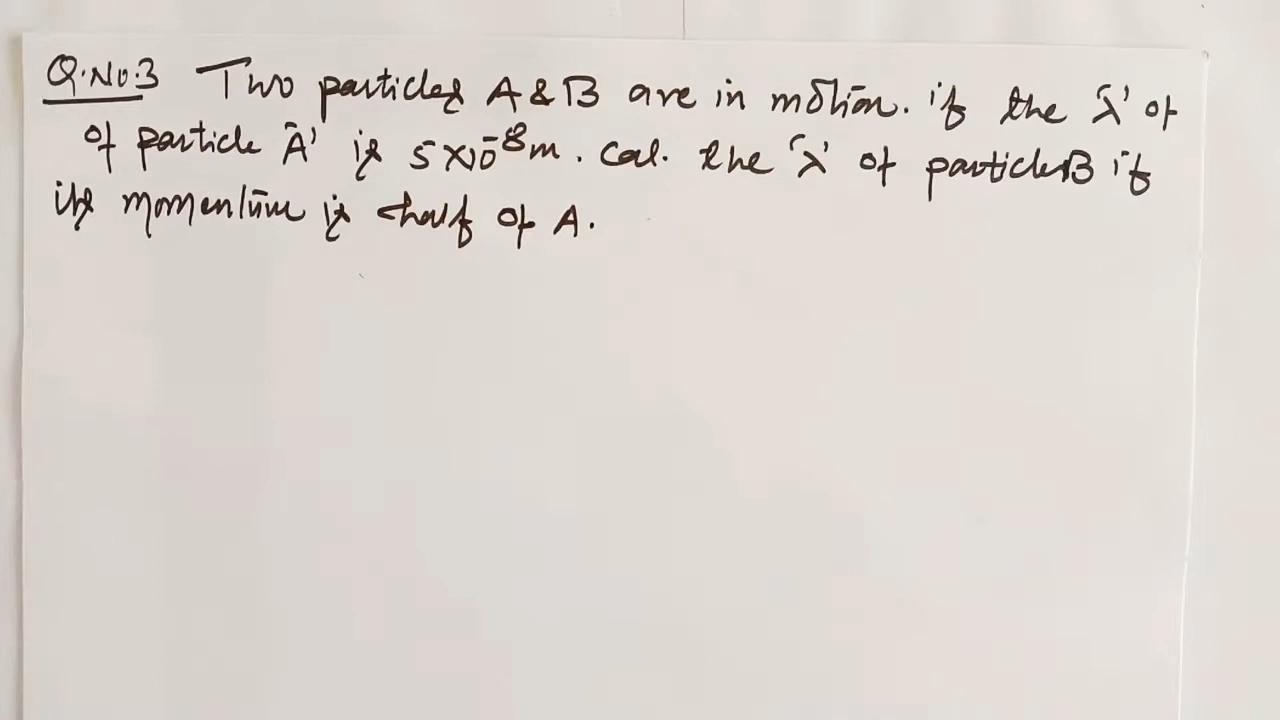 Q.No.3 Two particles A & B are in motion. if the 'λ' of
of particle 'A' is 5×10⁻⁸m. Cal. the 'λ' of particle B if
its momentum is half of A.